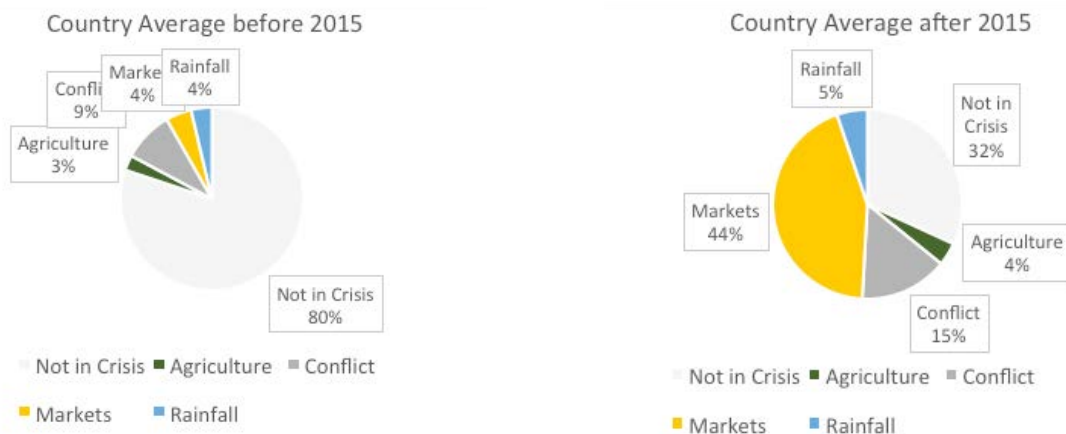 Country Average before 2015
Rainfall
4%
Marke
4%
Confli
9%
Agriculture
3%
Not in Crisis
80%
Not in Crisis Agriculture Conflict
Markets Rainfall
Country Average after 2015
Rainfall
5%
Not in
Crisis
32%
Markets
44%
Agriculture
4%
Conflict
15%
Not in Crisis Agriculture Conflict
Markets Rainfall